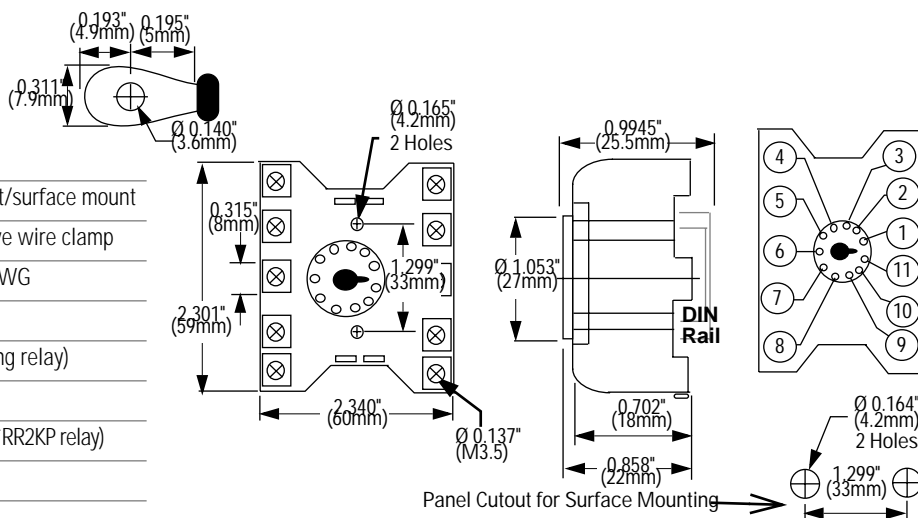 0.193"
(4.9mm)
0.195"
(5mm)
0.311"
(7.9mm)
Ø 0.140"
(3.6mm)
t/surface mount
ve wire clamp
WG
ng relay)
RR2KP relay)
Ø 0.165"
(4.2mm)
2 Holes
0.315"
(8mm)
1.299"
(33mm)
2.301"
(59mm)
2.340"
(60mm)
Ø 0.137"
(M3.5)
0.9945"
(25.5mm)
Ø 1.053"
(27mm)
DIN
Rail
0.702"
(18mm)
0.858"
(22mm)
4
3
5
2
6
1
11
7
10
8
9
Ø 0.164"
(4.2mm)
2 Holes
1.299"
(33mm)
Panel Cutout for Surface Mounting